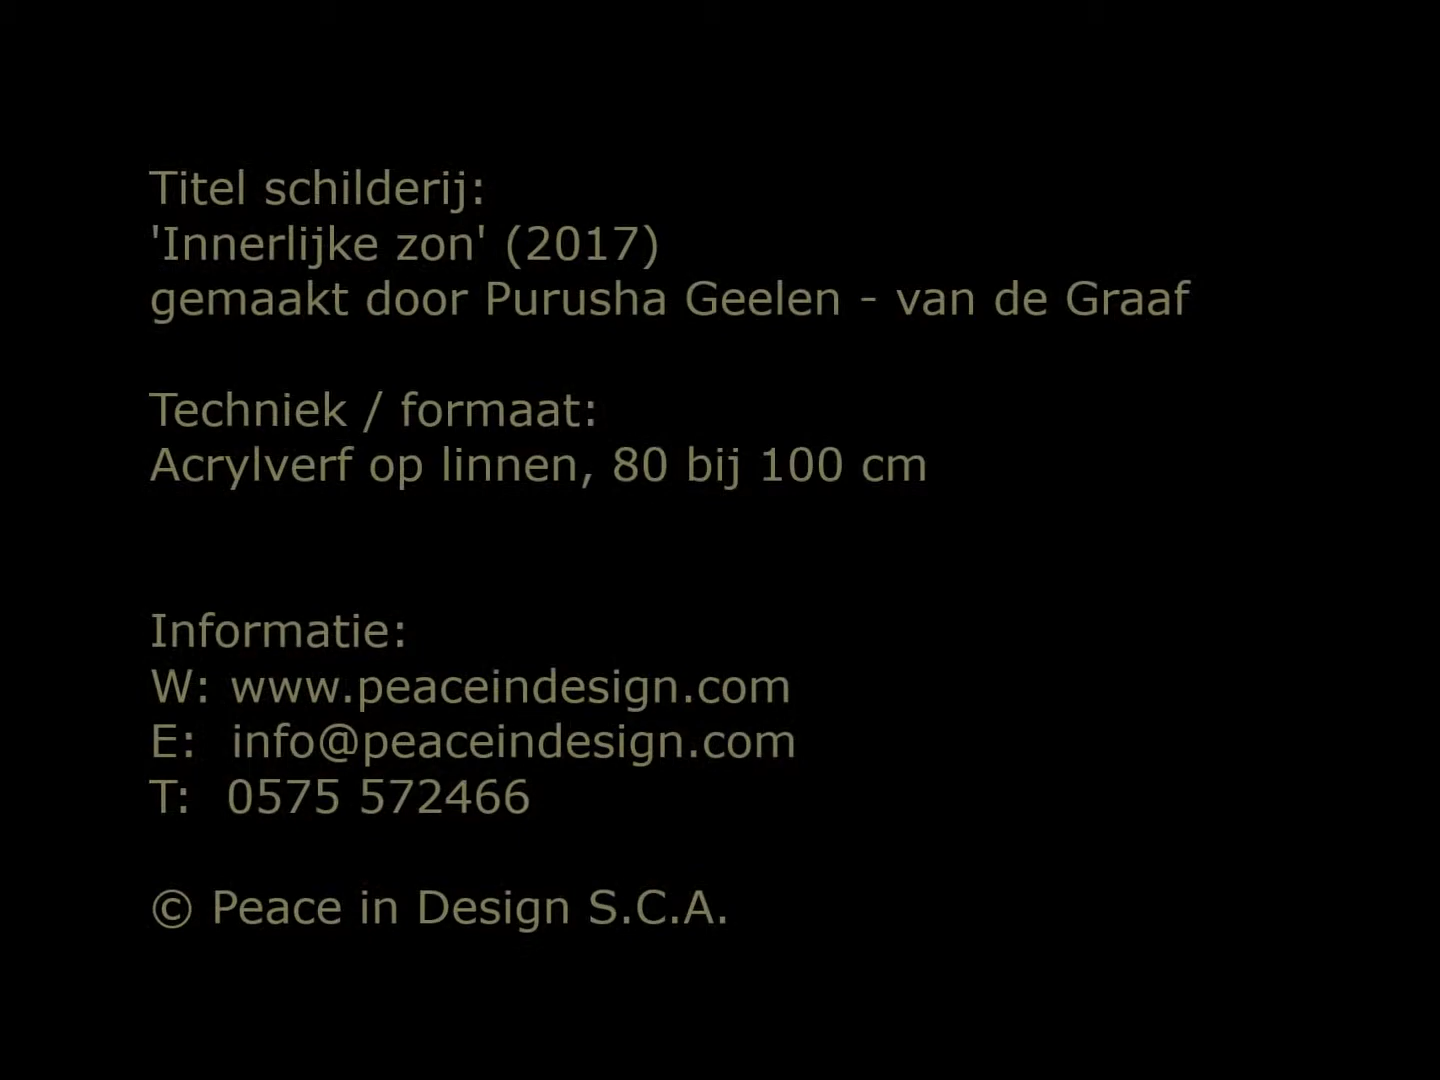 Titel schilderij:
'Innerlijke zon' (2017)
gemaakt door Purusha Geelen - van de Graaf
Techniek / formaat:
Acrylverf op linnen, 80 bij 100 cm
Informatie:
W: www.peaceindesign.com
E: info@peaceindesign.com
T: 0575 572466
© Peace in Design S.C.A.